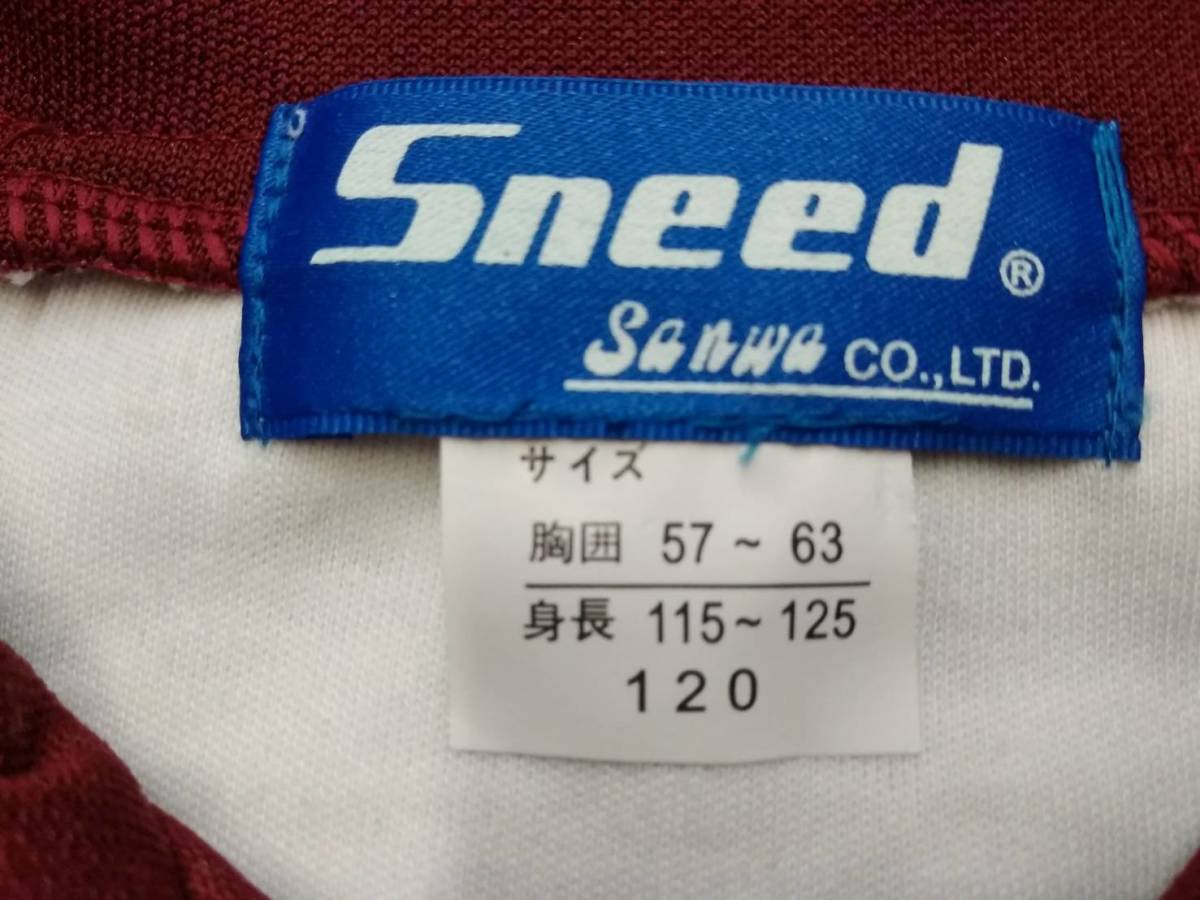 Sneed ®
Sanwa CO.,LTD.
サイズ
胸囲 57 ~ 63
身長 115 ~ 125
120